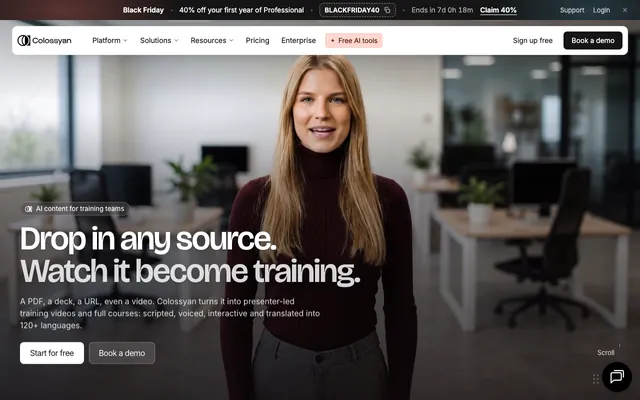 Black Friday · 40% off your first year of Professional · BLACKFRIDAY40 · Ends in 7d 0h 18m Claim 40% Support Login
Colossyan Platform Solutions Resources Pricing Enterprise Free AI tools Sign up free Book a demo
AI content for training teams
Drop in any source.
Watch it become training.
A PDF, a deck, a URL, even a video. Colossyan turns it into presenter-led
training videos and full courses: scripted, voiced, interactive and translated into
120+ languages.
Start for free Book a demo
Scroll